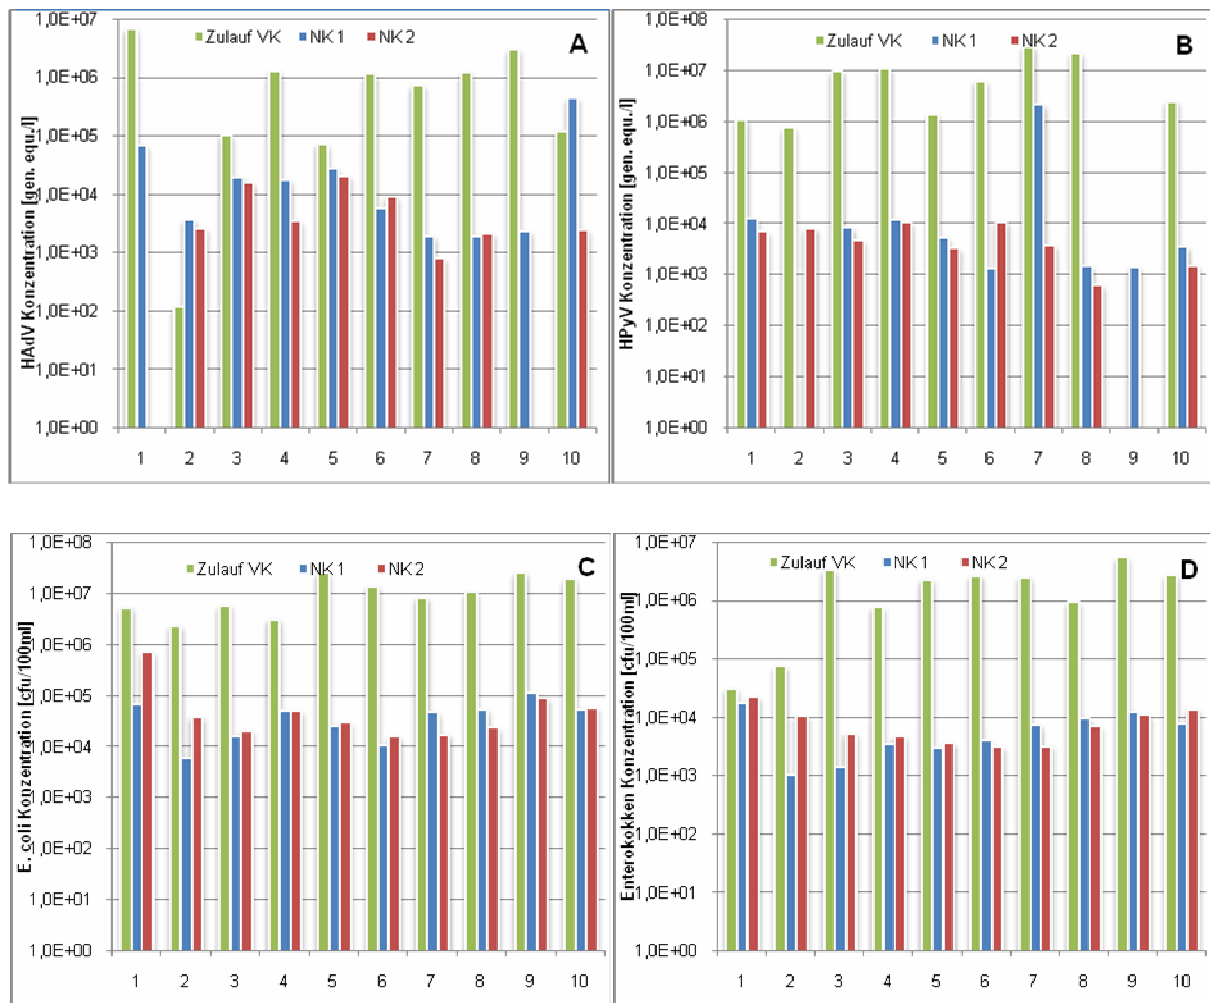 HAdV Konzentration [gen. equ./l]
1,0E+07
1,0E+06
1,0E+05
1,0E+04
1,0E+03
1,0E+02
1,0E+01
1,0E+00
Zulauf VK NK 1 NK 2
A
1 2 3 4 5 6 7 8 9 10
HPyV Konzentration [gen. equ./l]
1,0E+08
1,0E+07
1,0E+06
1,0E+05
1,0E+04
1,0E+03
1,0E+02
1,0E+01
1,0E+00
Zulauf VK NK 1 NK 2
B
1 2 3 4 5 6 7 8 9 10
E. coli Konzentration [cfu/100ml]
1,0E+08
1,0E+07
1,0E+06
1,0E+05
1,0E+04
1,0E+03
1,0E+02
1,0E+01
1,0E+00
Zulauf VK NK 1 NK 2
C
1 2 3 4 5 6 7 8 9 10
Enterokokken Konzentration [cfu/100ml]
1,0E+07
1,0E+06
1,0E+05
1,0E+04
1,0E+03
1,0E+02
1,0E+01
1,0E+00
Zulauf VK NK 1 NK 2
D
1 2 3 4 5 6 7 8 9 10